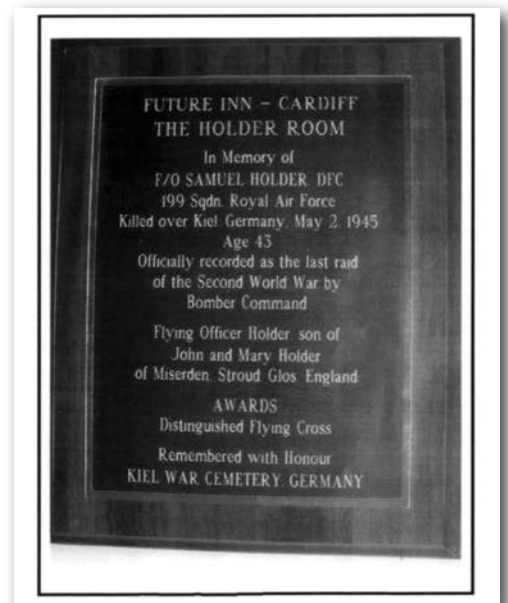 FUTURE INN – CARDIFF
THE HOLDER ROOM
In Memory of
F/O SAMUEL HOLDER, DFC
199 Sqdn. Royal Air Force
Killed over Kiel, Germany, May 2, 1945
Age 43
Officially recorded as the last raid
of the Second World War by
Bomber Command
Flying Officer Holder, son of
John and Mary Holder
of Miserden, Stroud, Glos, England
AWARDS
Distinguished Flying Cross
Remembered with Honour
KIEL WAR CEMETERY, GERMANY